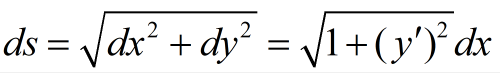 ds = √(dx² + dy²) = √(1+(y′)²) dx